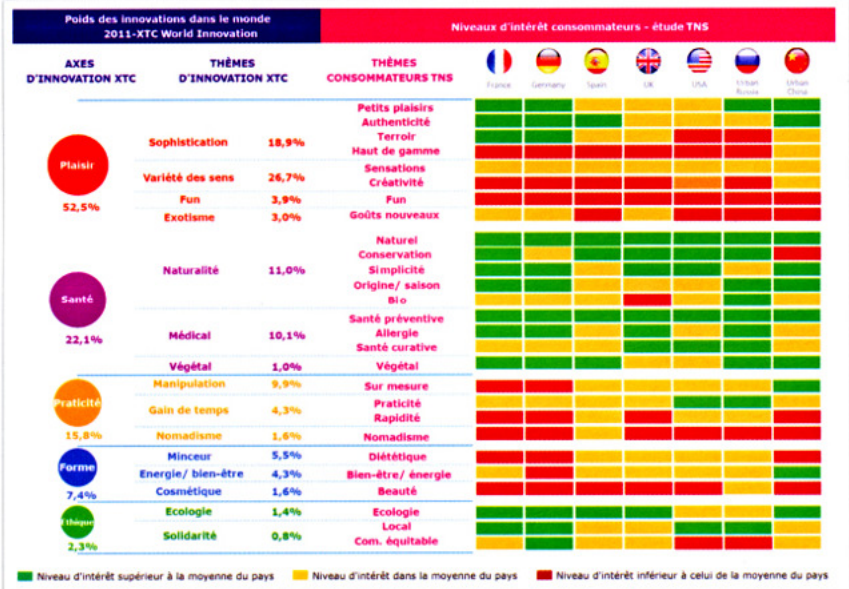 Poids des innovations dans le monde
2011-XTC World Innovation
Niveaux d'intérêt consommateurs - étude TNS
AXES
D'INNOVATION XTC
THÈMES
D'INNOVATION XTC
THÈMES
CONSOMMATEURS TNS
France
Germany
Spain
UK
USA
Urban
Russia
Urban
China
Petits plaisirs
Authenticité
Terroir
Haut de gamme
Sensations
Créativité
Fun
Goûts nouveaux
Plaisir
52,5%
Sophistication 18,9%
Variété des sens 26,7%
Fun 3,9%
Exotisme 3,0%
Naturel
Conservation
Simplicité
Origine/ saison
Bio
Santé préventive
Allergie
Santé curative
Végétal
Santé
22,1%
Naturalité 11,0%
Médical 10,1%
Végétal 1,0%
Manipulation 9,9%
Gain de temps 4,3%
Nomadisme 1,6%
Praticité
15,8%
Sur mesure
Praticité
Rapidité
Nomadisme
Forme
7,4%
Minceur 5,5%
Energie/ bien-être 4,3%
Cosmétique 1,6%
Diététique
Bien-être/ énergie
Beauté
Ethique
2,3%
Ecologie 1,4%
Solidarité 0,8%
Ecologie
Local
Com. équitable
Niveau d'intérêt supérieur à la moyenne du pays
Niveau d'intérêt dans la moyenne du pays
Niveau d'intérêt inférieur à celui de la moyenne du pays